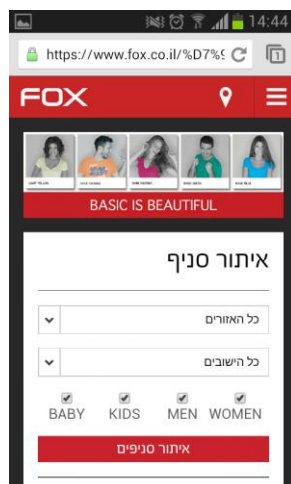 14:44
https://www.fox.co.il/%D7%9
1
FOX
BASIC IS BEAUTIFUL
איתור סניף
כל האזורים
כל הישובים
BABY KIDS MEN WOMEN
איתור סניפים